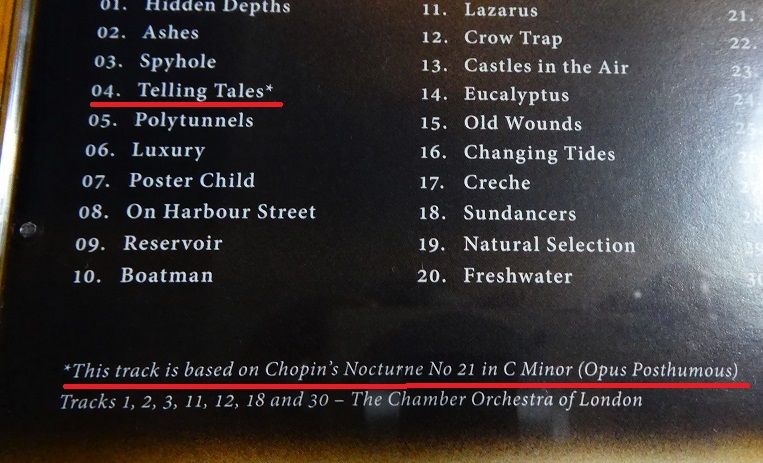 01. Hidden Depths
02. Ashes
03. Spyhole
04. Telling Tales*
05. Polytunnels
06. Luxury
07. Poster Child
08. On Harbour Street
09. Reservoir
10. Boatman
11. Lazarus
12. Crow Trap
13. Castles in the Air
14. Eucalyptus
15. Old Wounds
16. Changing Tides
17. Creche
18. Sundancers
19. Natural Selection
20. Freshwater
21.
22.
23.
*This track is based on Chopin's Nocturne No 21 in C Minor (Opus Posthumous)
Tracks 1, 2, 3, 11, 12, 18 and 30 – The Chamber Orchestra of London